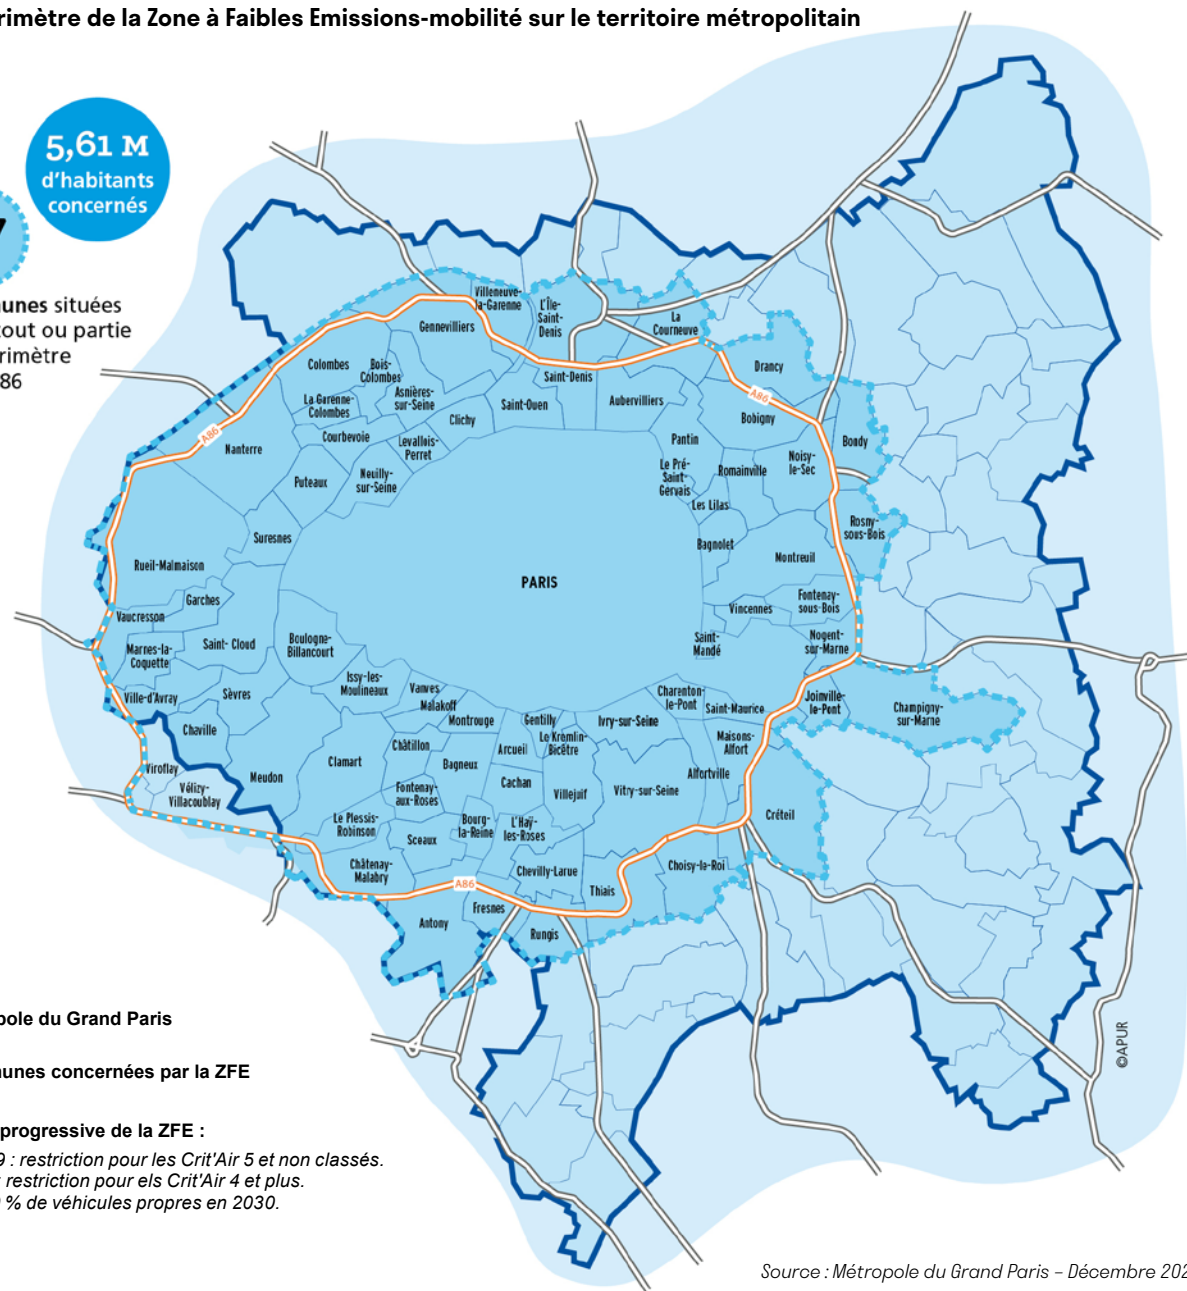 rimètre de la Zone à Faibles Emissions-mobilité sur le territoire métropolitain
5,61 M
d'habitants
concernés
7
unes situées
tout ou partie
rimètre
86
Villeneuve-
la-Garenne
L'Île-
Saint-
Denis
La
Courneuve
Gennevilliers
Colombes
Bois-
Colombes
Saint-Denis
Drancy
La Garenne-
Colombes
Asnières-
sur-Seine
Saint-Ouen
Aubervilliers
A86
Clichy
Bobigny
A86
Nanterre
Courbevoie
Levallois-
Perret
Pantin
Bondy
Puteaux
Neuilly-
sur-Seine
Le Pré-
Saint-
Gervais
Romainville
Noisy-
le-Sec
Les Lilas
Rosny-
sous-Bois
Suresnes
Bagnolet
Montreuil
Rueil-Malmaison
PARIS
Garches
Vaucresson
Vincennes
Fontenay-
sous-Bois
Marres-la-
Coquette
Saint- Cloud
Boulogne-
Billancourt
Saint-
Mandé
Nogent-
sur-Marne
Ville-d'Avray
Sèvres
Issy-les-
Moulineaux
Vanves
Malakoff
Montrouge
Gentilly
Le Kremlin-
Bicêtre
Ivry-sur-Seine
Charenton-
le-Pont
Saint-Maurice
Joinville-
le-Pont
Champigny-
sur-Marne
Chaville
Châtillon
Arcueil
Maisons-
Alfort
Viroflay
Meudon
Clamart
Bagneux
Cachan
Alfortville
Vélizy-
Villacoublay
Fontenay-
aux-Roses
Villejuif
Vitry-sur-Seine
Créteil
Le Plessis-
Robinson
Sceaux
Bourg-
la-Reine
L'Haÿ-
les-Roses
Châtenay-
Malabry
Chevilly-Larue
Choisy-le-Roi
A86
Thiais
Antony
Fresnes
Rungis
pole du Grand Paris
unes concernées par la ZFE
progressive de la ZFE :
9 : restriction pour les Crit'Air 5 et non classés.
: restriction pour els Crit'Air 4 et plus.
% de véhicules propres en 2030.
©APUR
Source : Métropole du Grand Paris – Décembre 202